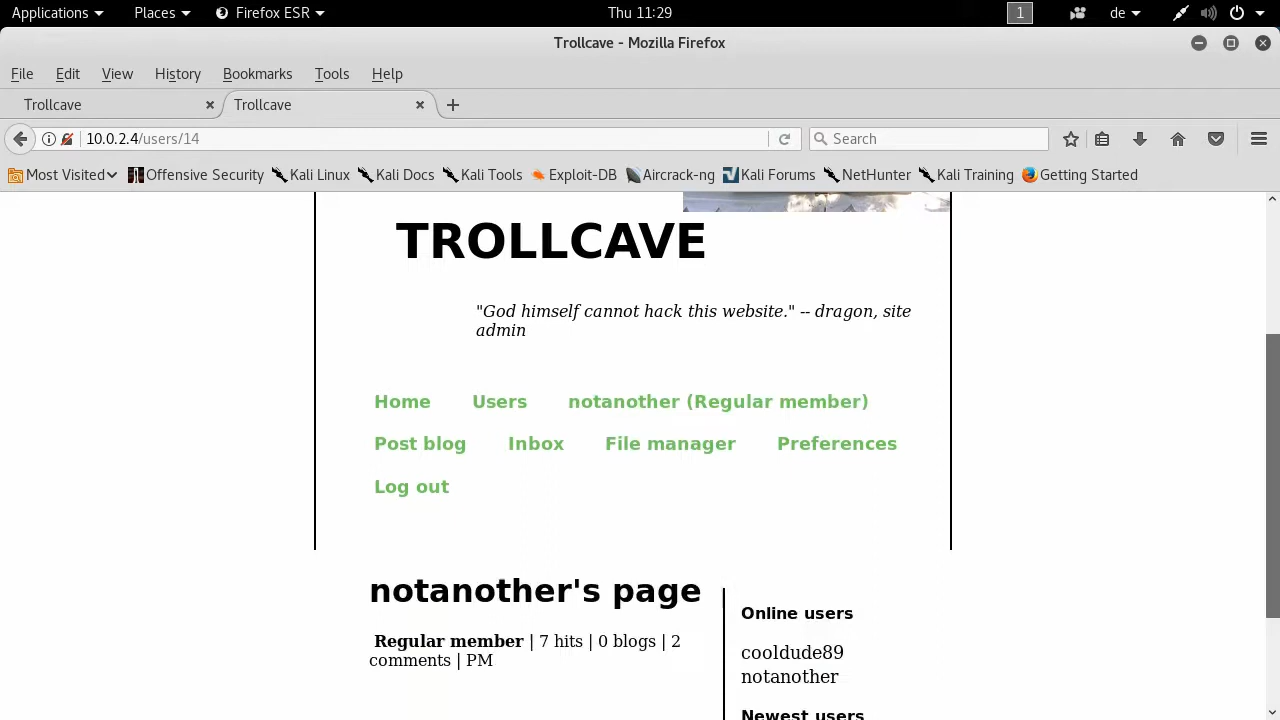 Applications Places Firefox ESR Thu 11:29 1 de
Trollcave - Mozilla Firefox
File Edit View History Bookmarks Tools Help
Trollcave Trollcave
10.0.2.4/users/14 Search
Most Visited Offensive Security Kali Linux Kali Docs Kali Tools Exploit-DB Aircrack-ng Kali Forums NetHunter Kali Training Getting Started
TROLLCAVE
"God himself cannot hack this website." -- dragon, site
admin
Home Users notanother (Regular member)
Post blog Inbox File manager Preferences
Log out
notanother's page
Regular member | 7 hits | 0 blogs | 2
comments | PM
Online users
cooldude89
notanother
Newest users